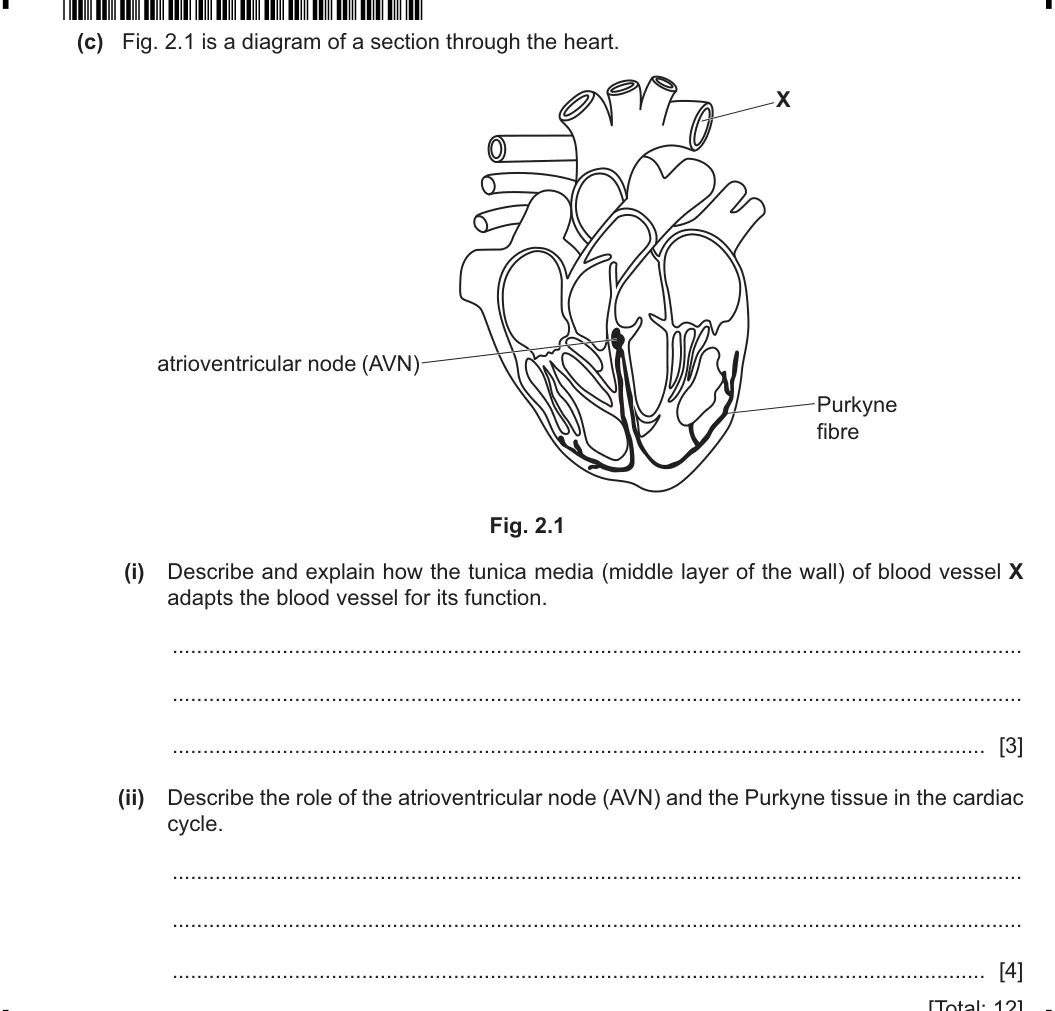 (c) Fig. 2.1 is a diagram of a section through the heart.
X
atrioventricular node (AVN)
Purkyne
fibre
Fig. 2.1
(i) Describe and explain how the tunica media (middle layer of the wall) of blood vessel X
adapts the blood vessel for its function.
..........................................................................................................................................
..........................................................................................................................................
.................................................................................................................................... [3]
(ii) Describe the role of the atrioventricular node (AVN) and the Purkyne tissue in the cardiac
cycle.
..........................................................................................................................................
..........................................................................................................................................
.................................................................................................................................... [4]
[Total: 12]